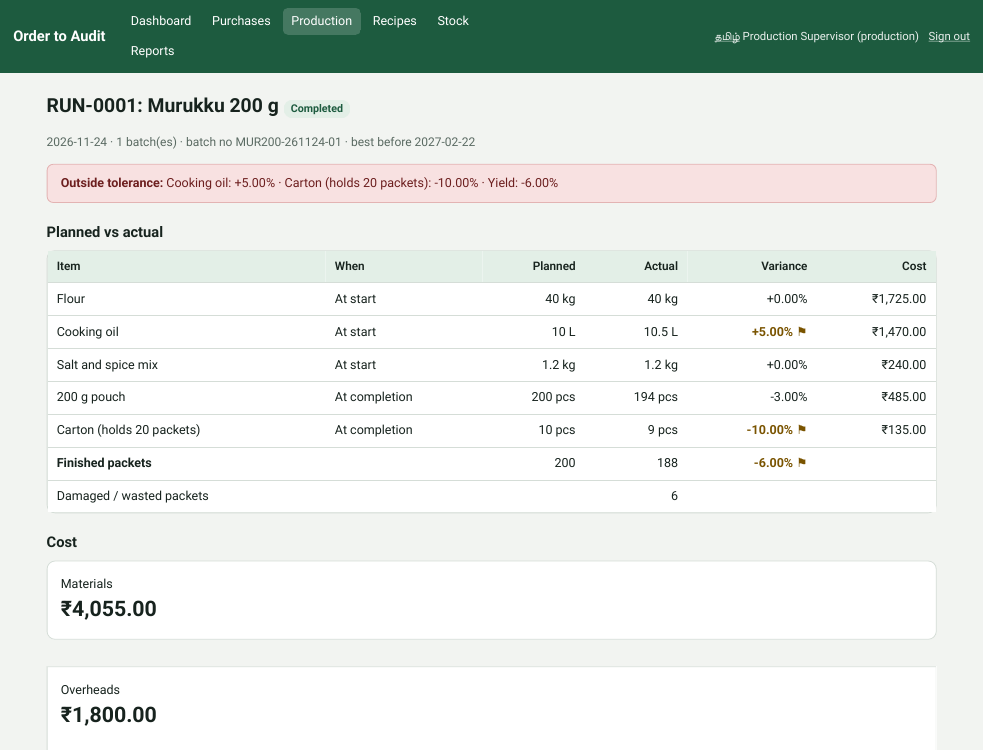 Order to Audit
Dashboard Purchases Production Recipes Stock
Reports
தமிழ் Production Supervisor (production) Sign out
RUN-0001: Murukku 200 g Completed
2026-11-24 · 1 batch(es) · batch no MUR200-261124-01 · best before 2027-02-22
Outside tolerance: Cooking oil: +5.00% · Carton (holds 20 packets): -10.00% · Yield: -6.00%
Planned vs actual
Item When Planned Actual Variance Cost
Flour At start 40 kg 40 kg +0.00% ₹1,725.00
Cooking oil At start 10 L 10.5 L +5.00% ⚑ ₹1,470.00
Salt and spice mix At start 1.2 kg 1.2 kg +0.00% ₹240.00
200 g pouch At completion 200 pcs 194 pcs -3.00% ₹485.00
Carton (holds 20 packets) At completion 10 pcs 9 pcs -10.00% ⚑ ₹135.00
Finished packets 200 188 -6.00% ⚑
Damaged / wasted packets 6
Cost
Materials
₹4,055.00
Overheads
₹1,800.00